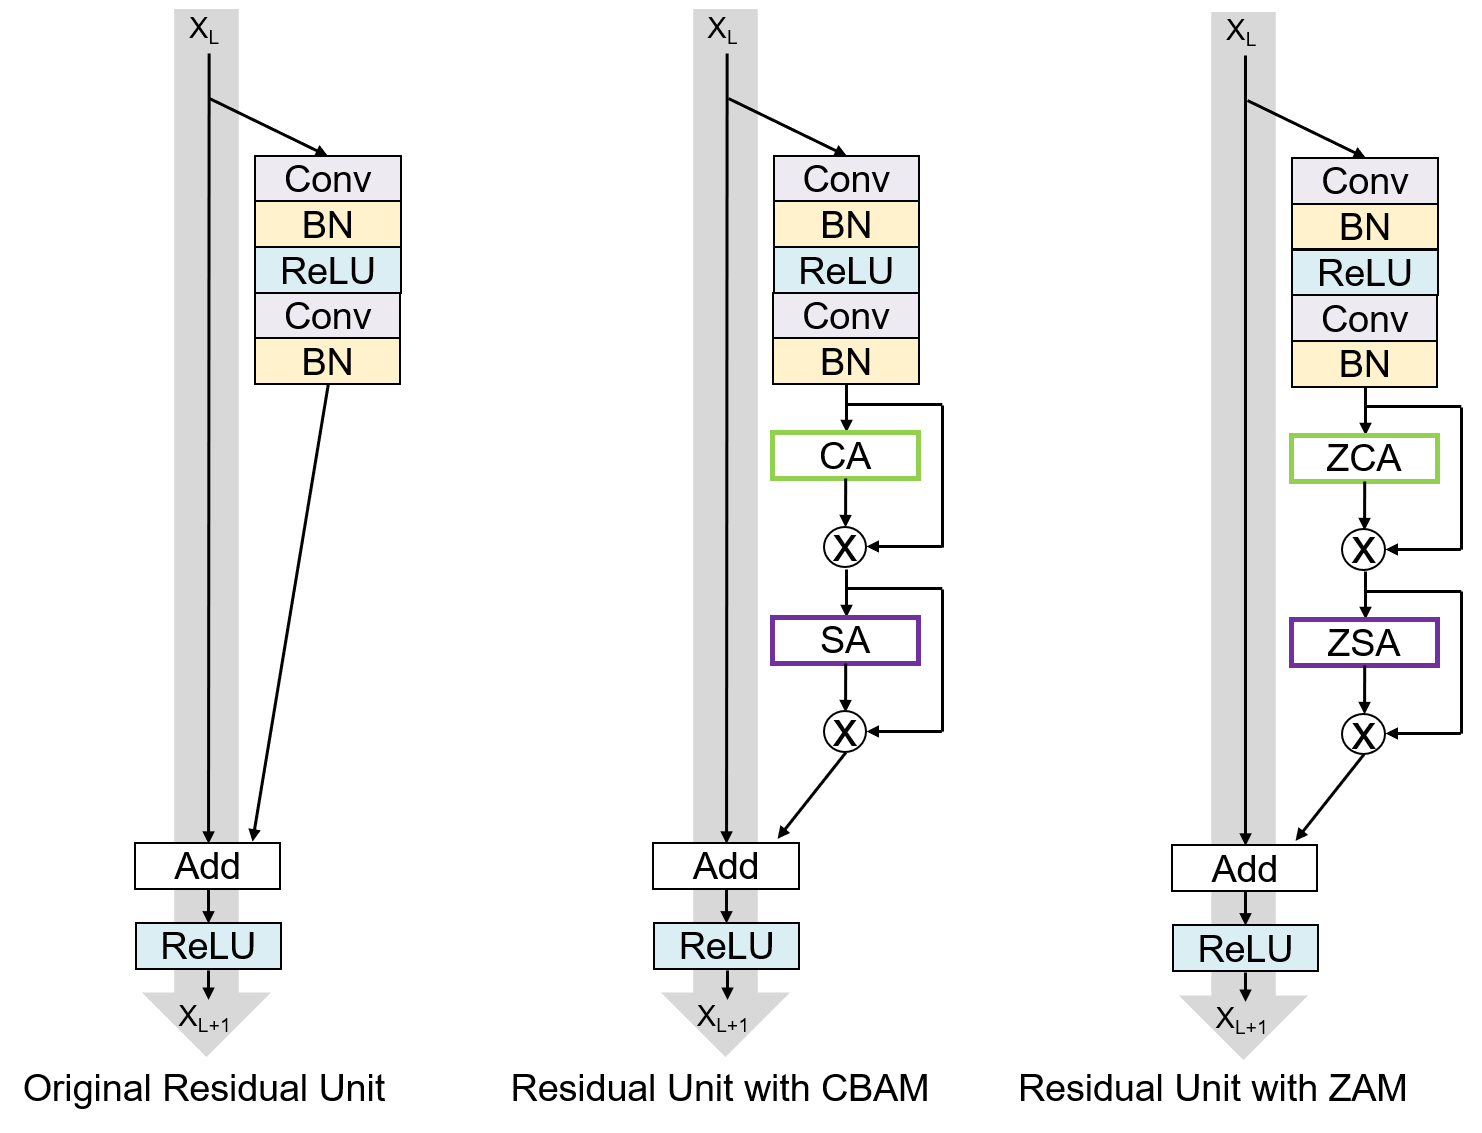 X_L
Conv
BN
ReLU
Conv
BN
Add
ReLU
X_{L+1}
Original Residual Unit
X_L
Conv
BN
ReLU
Conv
BN
CA
X
SA
X
Add
ReLU
X_{L+1}
Residual Unit with CBAM
X_L
Conv
BN
ReLU
Conv
BN
ZCA
X
ZSA
X
Add
ReLU
X_{L+1}
Residual Unit with ZAM